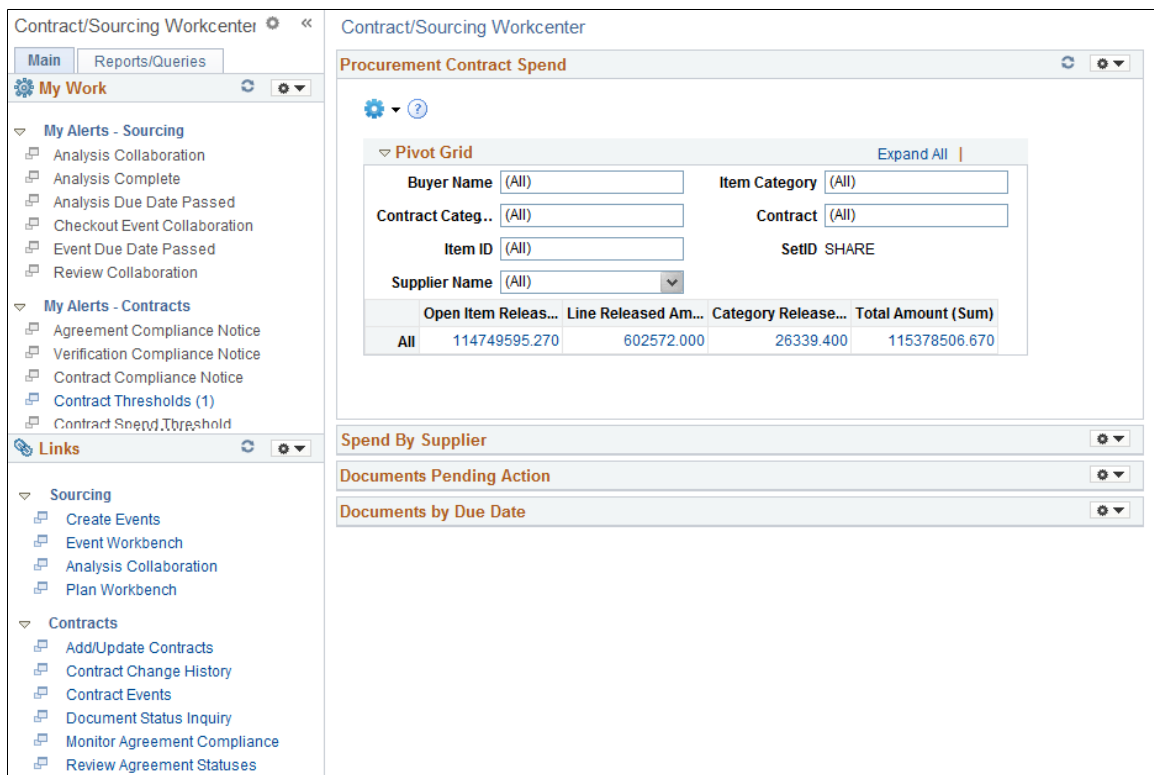 Contract/Sourcing Workcenter
Main Reports/Queries
My Work
My Alerts - Sourcing
Analysis Collaboration
Analysis Complete
Analysis Due Date Passed
Checkout Event Collaboration
Event Due Date Passed
Review Collaboration
My Alerts - Contracts
Agreement Compliance Notice
Verification Compliance Notice
Contract Compliance Notice
Contract Thresholds (1)
Contract Spend Threshold
Links
Sourcing
Create Events
Event Workbench
Analysis Collaboration
Plan Workbench
Contracts
Add/Update Contracts
Contract Change History
Contract Events
Document Status Inquiry
Monitor Agreement Compliance
Review Agreement Statuses
Contract/Sourcing Workcenter
Procurement Contract Spend
Pivot Grid Expand All |
Buyer Name (All) Item Category (All)
Contract Categ... (All) Contract (All)
Item ID (All) SetID SHARE
Supplier Name (All)
Open Item Releas... Line Released Am... Category Release... Total Amount (Sum)
All 114749595.270 602572.000 26339.400 115378506.670
Spend By Supplier
Documents Pending Action
Documents by Due Date